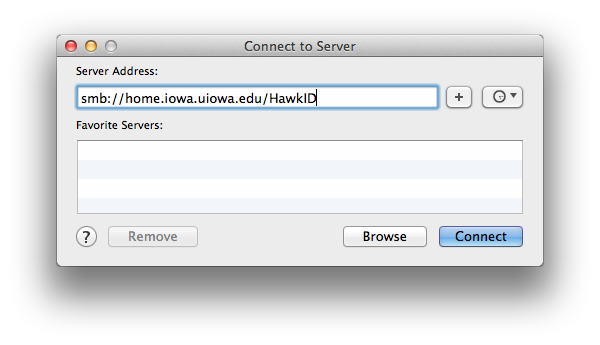 Connect to Server
Server Address:
smb://home.iowa.uiowa.edu/HawkID
+
Favorite Servers:
? Remove Browse Connect